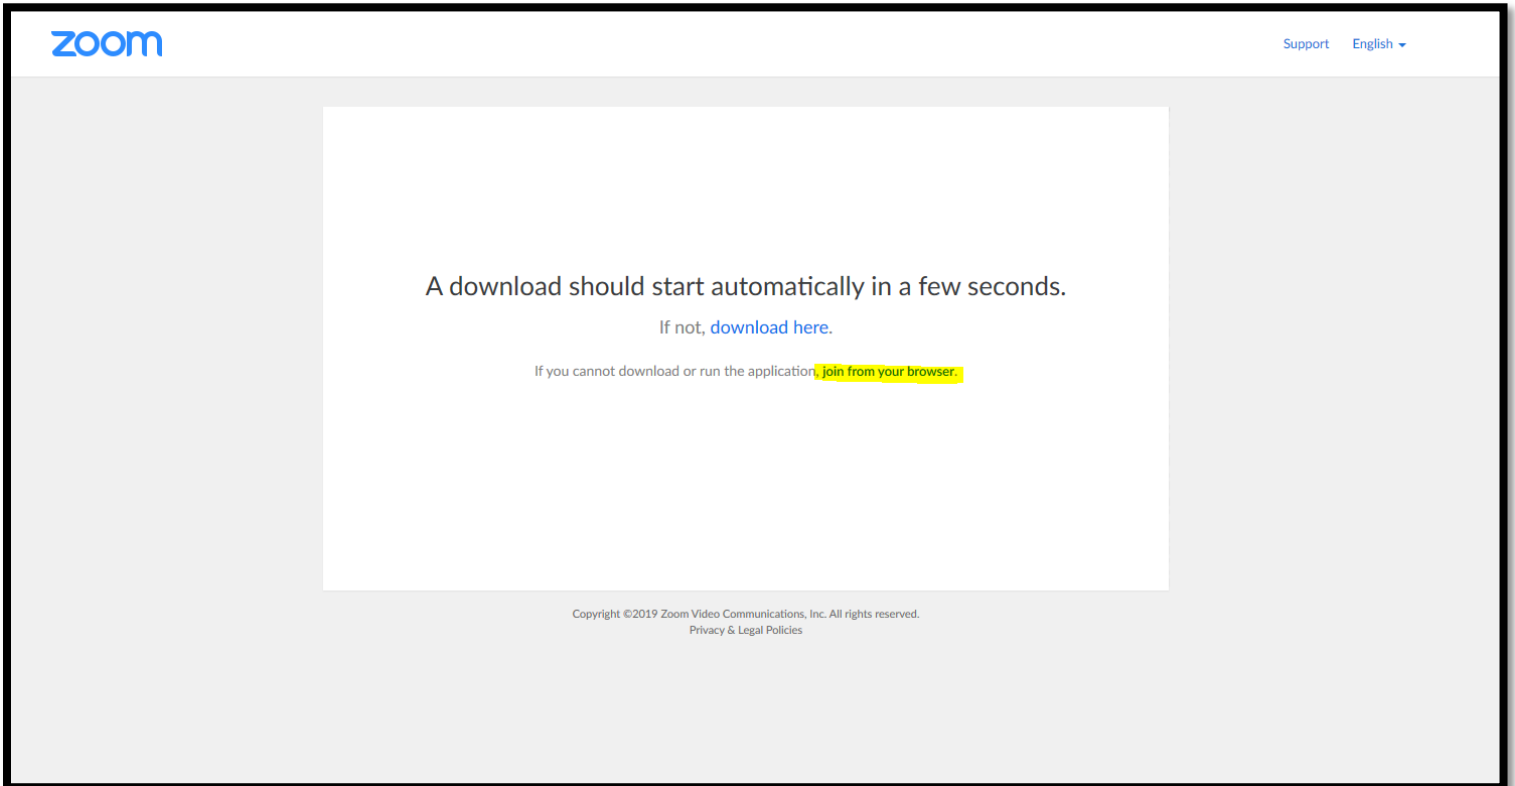 zoom
Support English
A download should start automatically in a few seconds.
If not, download here.
If you cannot download or run the application, join from your browser.
Copyright ©2019 Zoom Video Communications, Inc. All rights reserved.
Privacy & Legal Policies